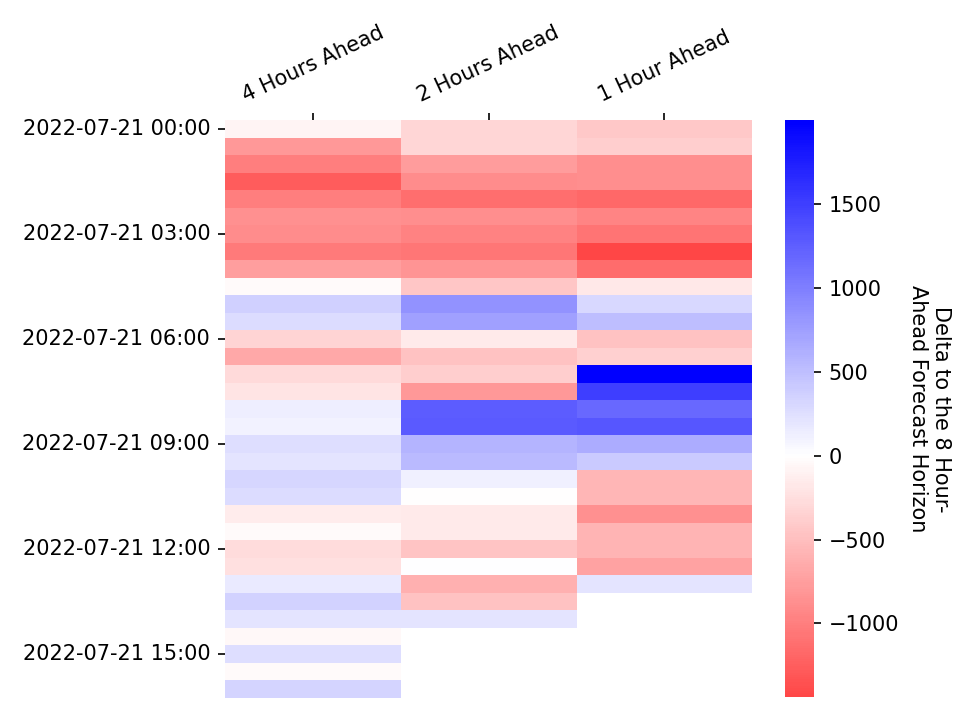 4 Hours Ahead
2 Hours Ahead
1 Hour Ahead
2022-07-21 00:00
2022-07-21 03:00
2022-07-21 06:00
2022-07-21 09:00
2022-07-21 12:00
2022-07-21 15:00
1500
1000
500
0
−500
−1000
Delta to the 8 Hour-
Ahead Forecast Horizon